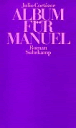 Julio Cortázar
ALBUM
FÜR
MANUEL
Roman
Suhrkamp